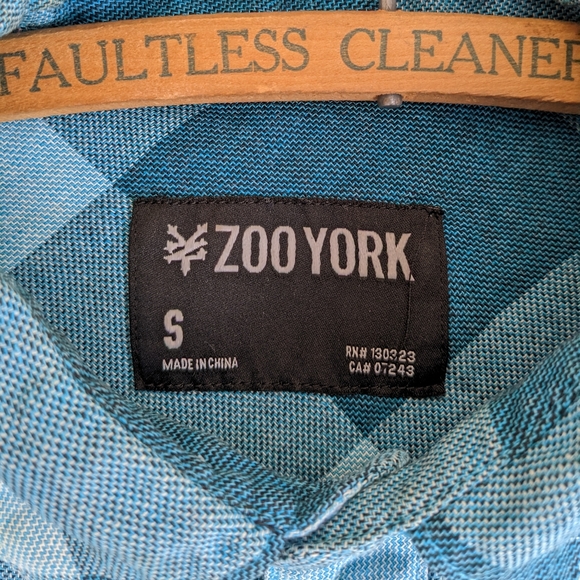 FAULTLESS CLEANER
ZOO YORK
S
MADE IN CHINA
RN# 130323
CA# 07243